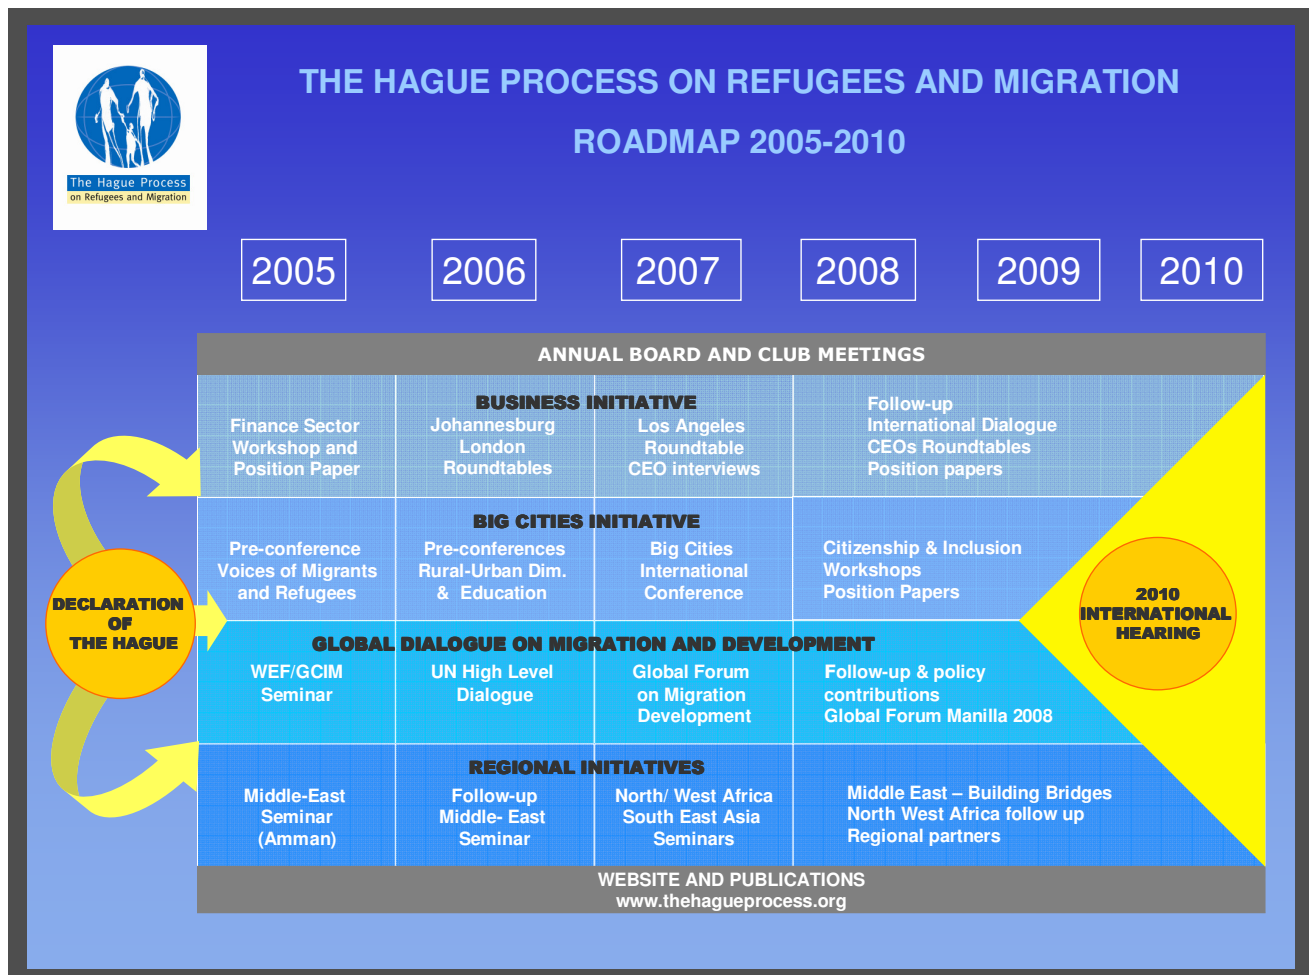 THE HAGUE PROCESS ON REFUGEES AND MIGRATION
ROADMAP 2005-2010
The Hague Process
on Refugees and Migration
2005
2006
2007
2008
2009
2010
ANNUAL BOARD AND CLUB MEETINGS
BUSINESS INITIATIVE
Finance Sector
Workshop and
Position Paper
Johannesburg
London
Roundtables
Los Angeles
Roundtable
CEO interviews
Follow-up
International Dialogue
CEOs Roundtables
Position papers
BIG CITIES INITIATIVE
Pre-conference
Voices of Migrants
and Refugees
Pre-conferences
Rural-Urban Dim.
& Education
Big Cities
International
Conference
Citizenship & Inclusion
Workshops
Position Papers
DECLARATION
OF
THE HAGUE
2010
INTERNATIONAL
HEARING
GLOBAL DIALOGUE ON MIGRATION AND DEVELOPMENT
WEF/GCIM
Seminar
UN High Level
Dialogue
Global Forum
on Migration
Development
Follow-up & policy
contributions
Global Forum Manilla 2008
REGIONAL INITIATIVES
Middle-East
Seminar
(Amman)
Follow-up
Middle- East
Seminar
North/ West Africa
South East Asia
Seminars
Middle East – Building Bridges
North West Africa follow up
Regional partners
WEBSITE AND PUBLICATIONS
www.thehagueprocess.org